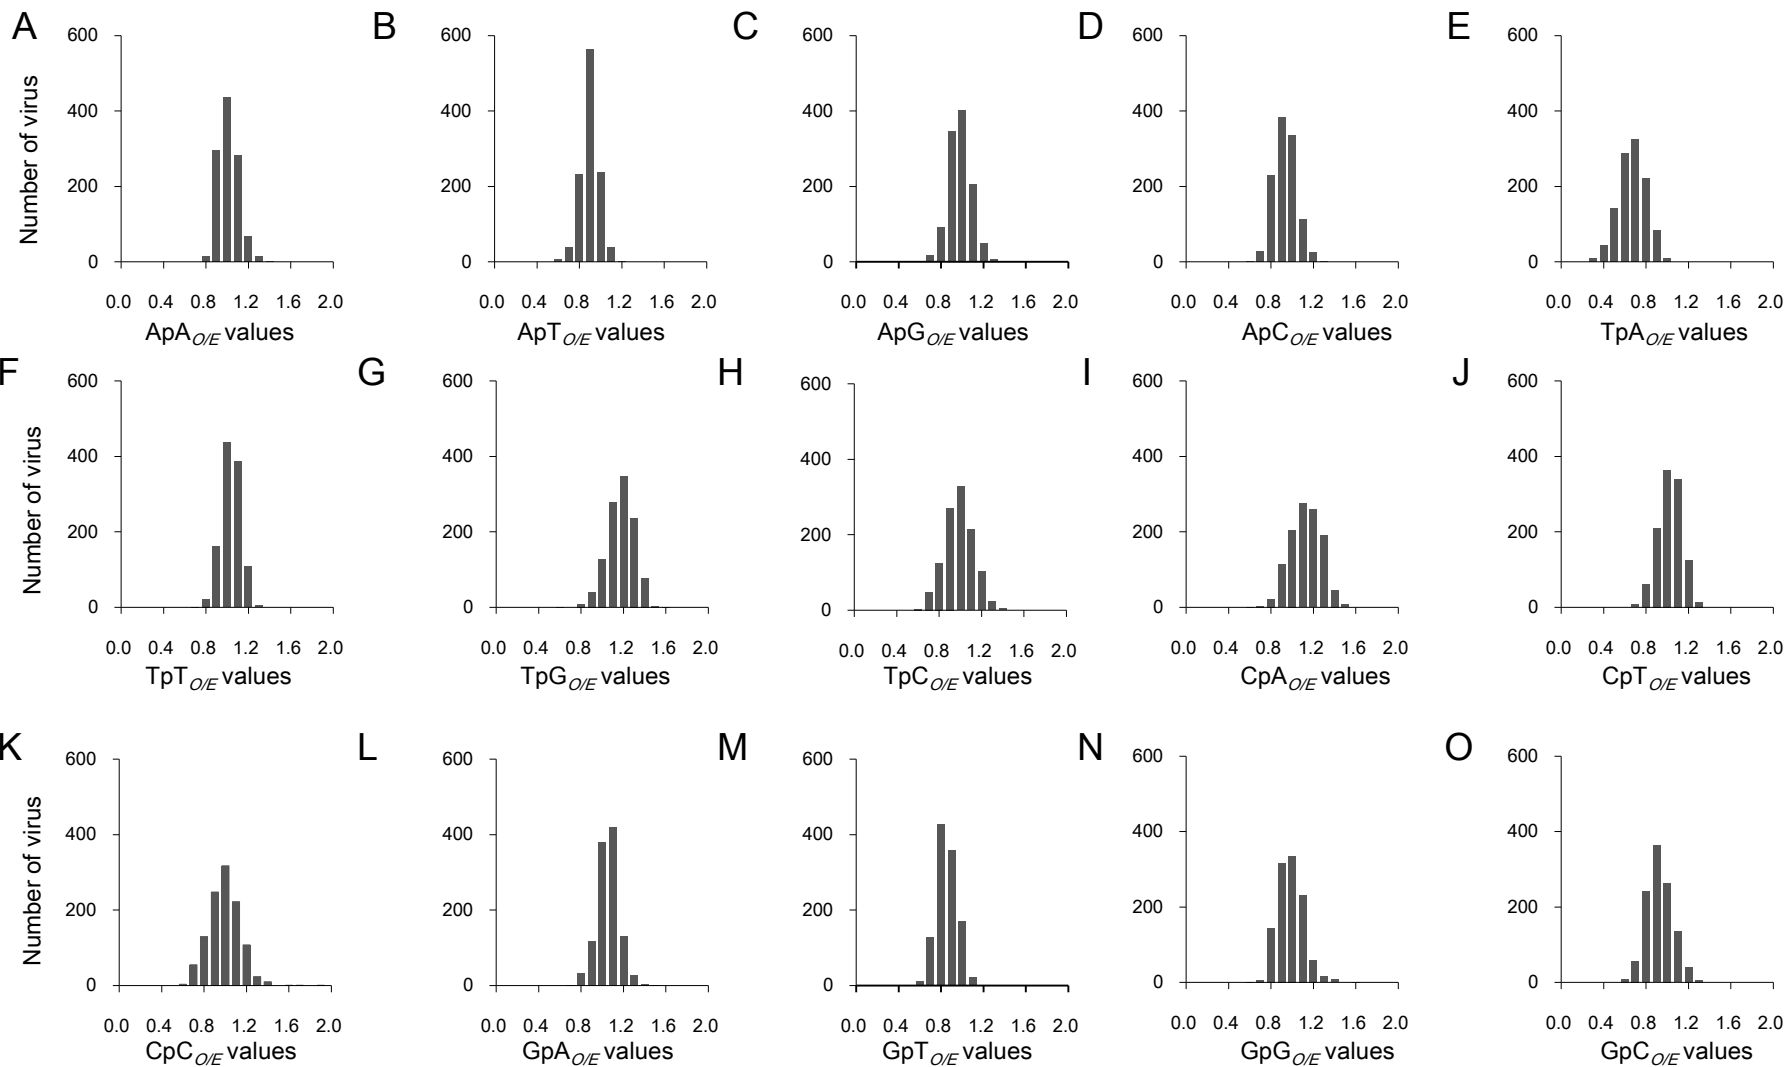 A B C D E
600 600 600 600 600
400 400 400 400 400
200 200 200 200 200
0 0 0 0 0
Number of virus
0.0 0.4 0.8 1.2 1.6 2.0 0.0 0.4 0.8 1.2 1.6 2.0 0.0 0.4 0.8 1.2 1.6 2.0 0.0 0.4 0.8 1.2 1.6 2.0 0.0 0.4 0.8 1.2 1.6 2.0
ApA O/E values ApT O/E values ApG O/E values ApC O/E values TpA O/E values
F G H I J
600 600 600 600 600
400 400 400 400 400
200 200 200 200 200
0 0 0 0 0
Number of virus
0.0 0.4 0.8 1.2 1.6 2.0 0.0 0.4 0.8 1.2 1.6 2.0 0.0 0.4 0.8 1.2 1.6 2.0 0.0 0.4 0.8 1.2 1.6 2.0 0.0 0.4 0.8 1.2 1.6 2.0
TpT O/E values TpG O/E values TpC O/E values CpA O/E values CpT O/E values
K L M N O
600 600 600 600 600
400 400 400 400 400
200 200 200 200 200
0 0 0 0 0
Number of virus
0.0 0.4 0.8 1.2 1.6 2.0 0.0 0.4 0.8 1.2 1.6 2.0 0.0 0.4 0.8 1.2 1.6 2.0 0.0 0.4 0.8 1.2 1.6 2.0 0.0 0.4 0.8 1.2 1.6 2.0
CpC O/E values GpA O/E values GpT O/E values GpG O/E values GpC O/E values